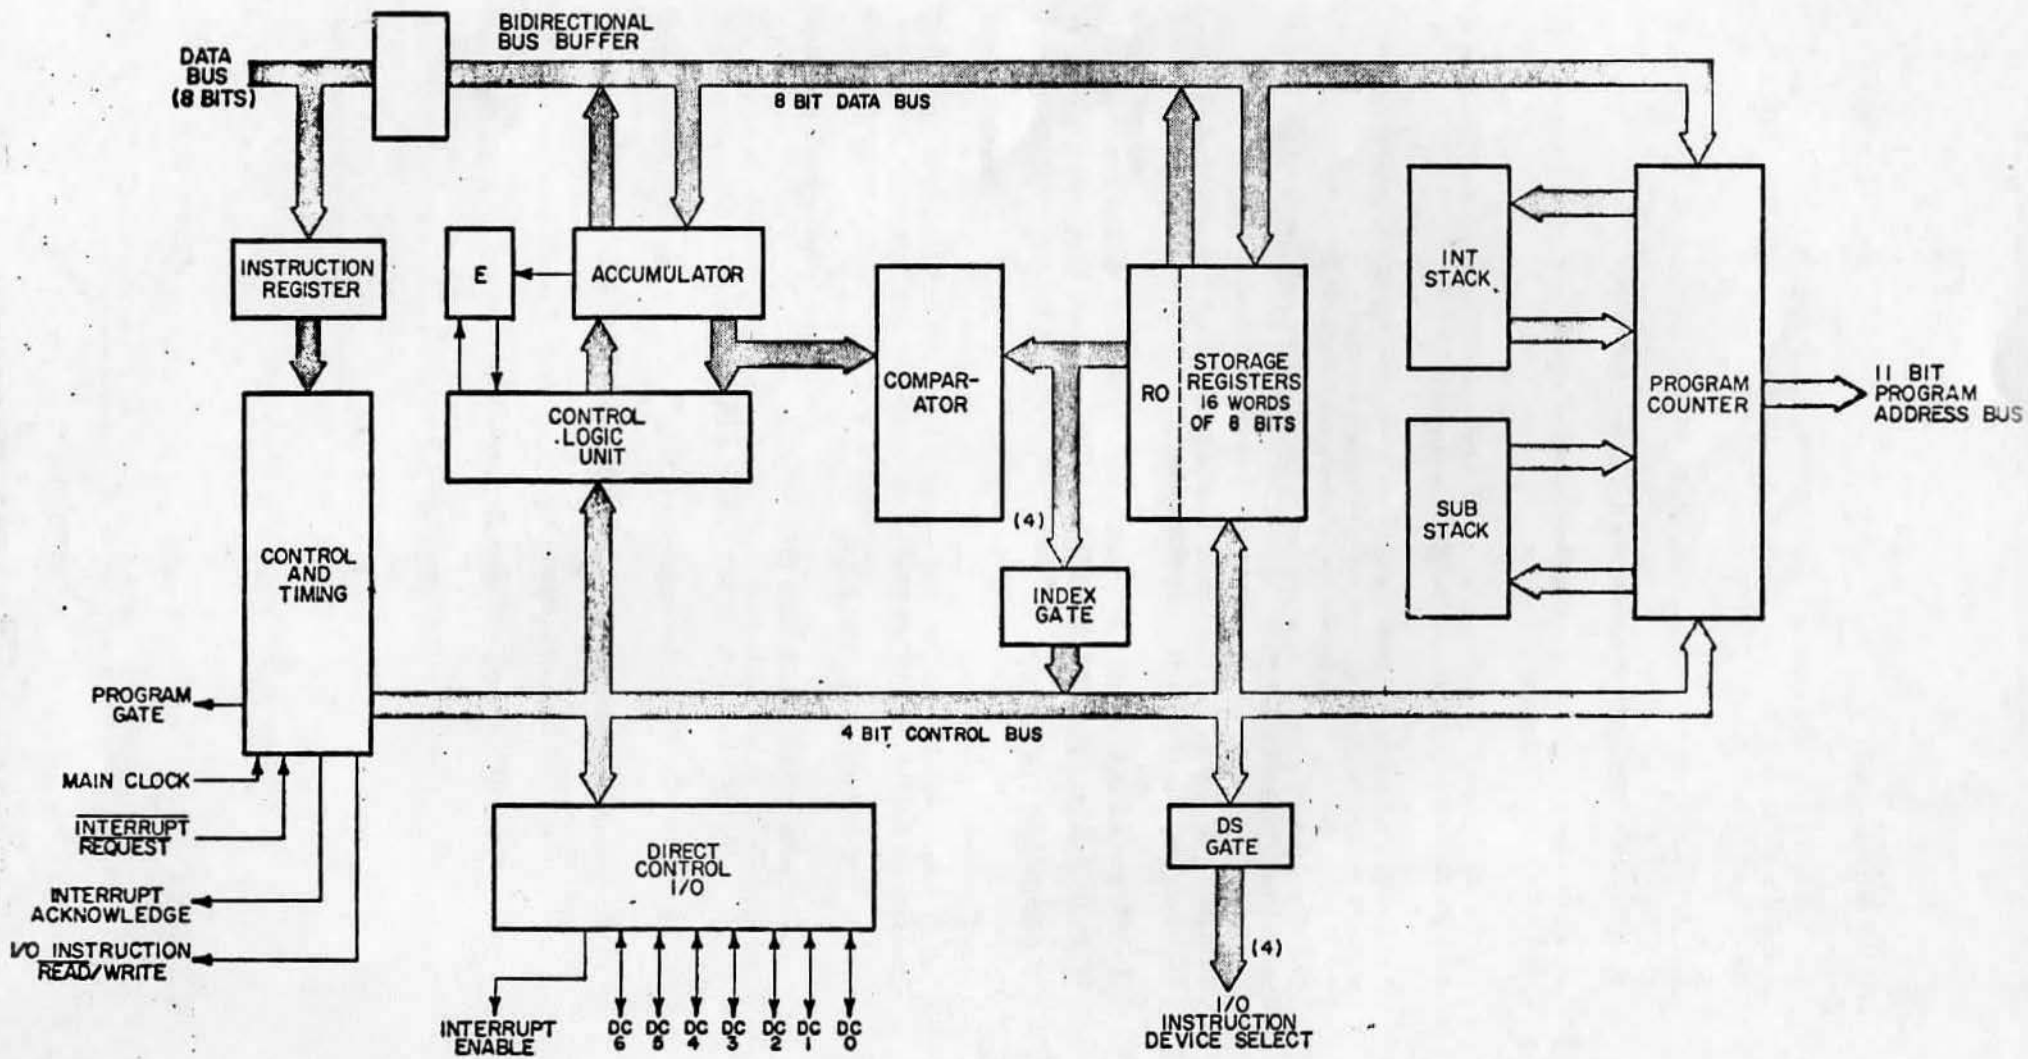 BIDIRECTIONAL
BUS BUFFER
DATA
BUS
(8 BITS)
8 BIT DATA BUS
INSTRUCTION
REGISTER
E
ACCUMULATOR
COMPAR-
ATOR
RO
STORAGE
REGISTERS
16 WORDS
OF 8 BITS
INT
STACK
PROGRAM
COUNTER
11 BIT
PROGRAM
ADDRESS BUS
CONTROL
LOGIC
UNIT
SUB
STACK
(4)
CONTROL
AND
TIMING
INDEX
GATE
PROGRAM
GATE
4 BIT CONTROL BUS
MAIN CLOCK
INTERRUPT
REQUEST
INTERRUPT
ACKNOWLEDGE
I/O INSTRUCTION
READ/WRITE
DIRECT
CONTROL
I/O
DS
GATE
(4)
INTERRUPT
ENABLE
DC DC DC DC DC DC DC
6 5 4 3 2 1 0
I/O
INSTRUCTION
DEVICE SELECT